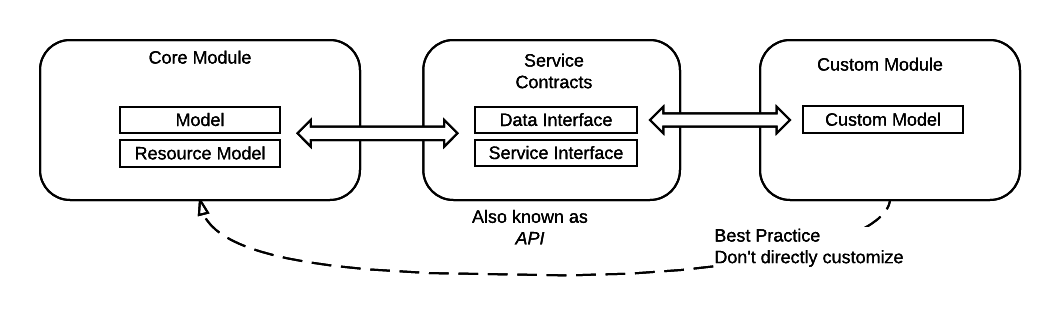 Core Module
Model
Resource Model
Service
Contracts
Data Interface
Service Interface
Also known as
API
Custom Module
Custom Model
Best Practice
Don't directly customize